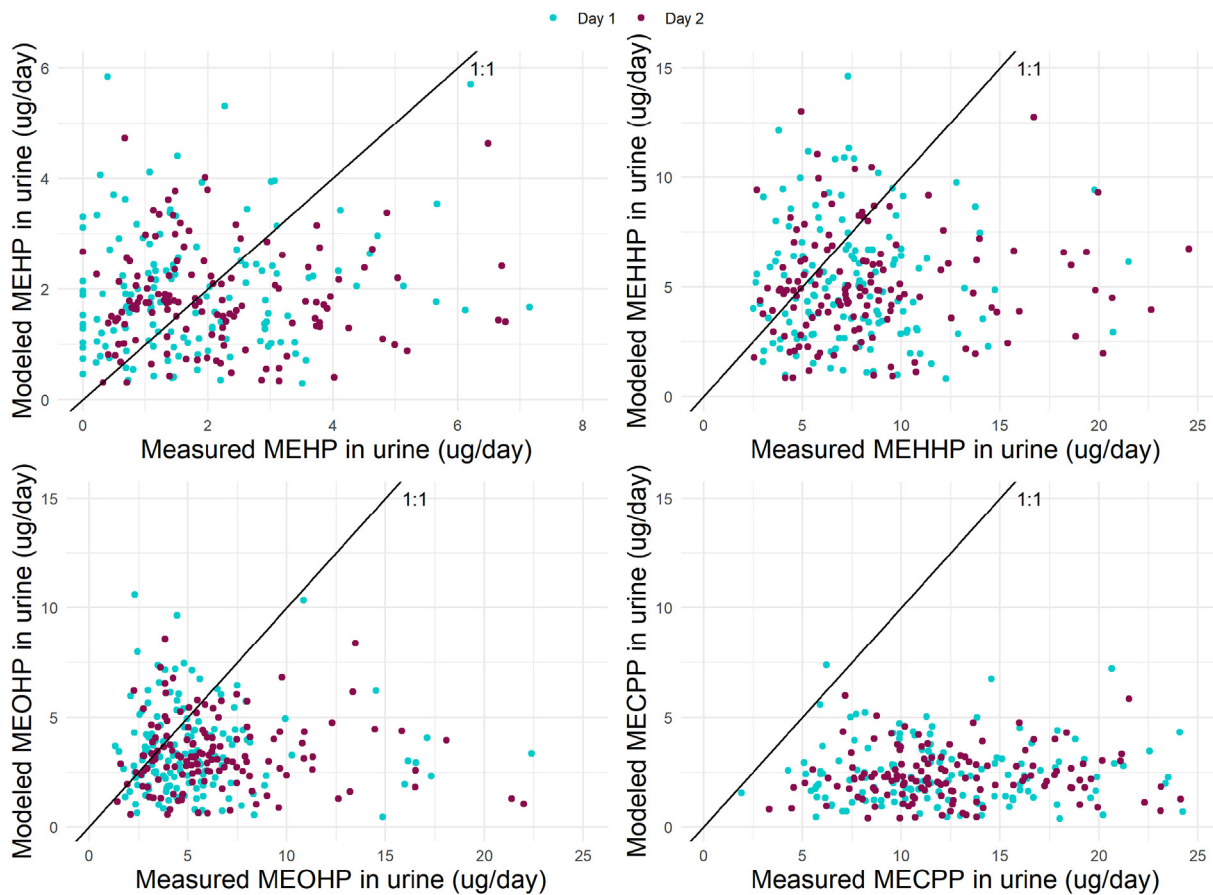 Day 1 Day 2
Modeled MEHP in urine (ug/day)
6
4
2
0
1:1
0 2 4 6 8
Measured MEHP in urine (ug/day)
Modeled MEHHP in urine (ug/day)
15
10
5
0
1:1
0 5 10 15 20 25
Measured MEHHP in urine (ug/day)
Modeled MEOHP in urine (ug/day)
15
10
5
0
1:1
0 5 10 15 20 25
Measured MEOHP in urine (ug/day)
Modeled MECPP in urine (ug/day)
15
10
5
0
1:1
0 5 10 15 20 25
Measured MECPP in urine (ug/day)